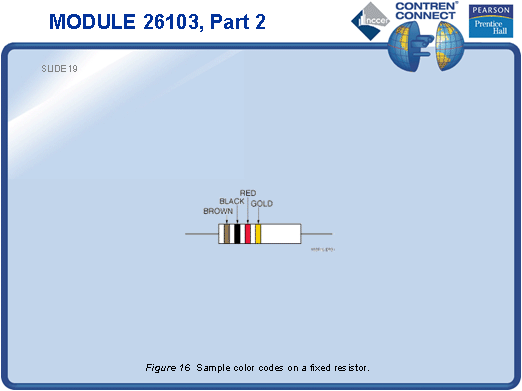 MODULE 26103, Part 2
nccer
CONTREN®
CONNECT
PEARSON
Prentice
Hall
SLIDE 19
RED
BLACK
GOLD
BROWN
Figure 16 Sample color codes on a fixed resistor.